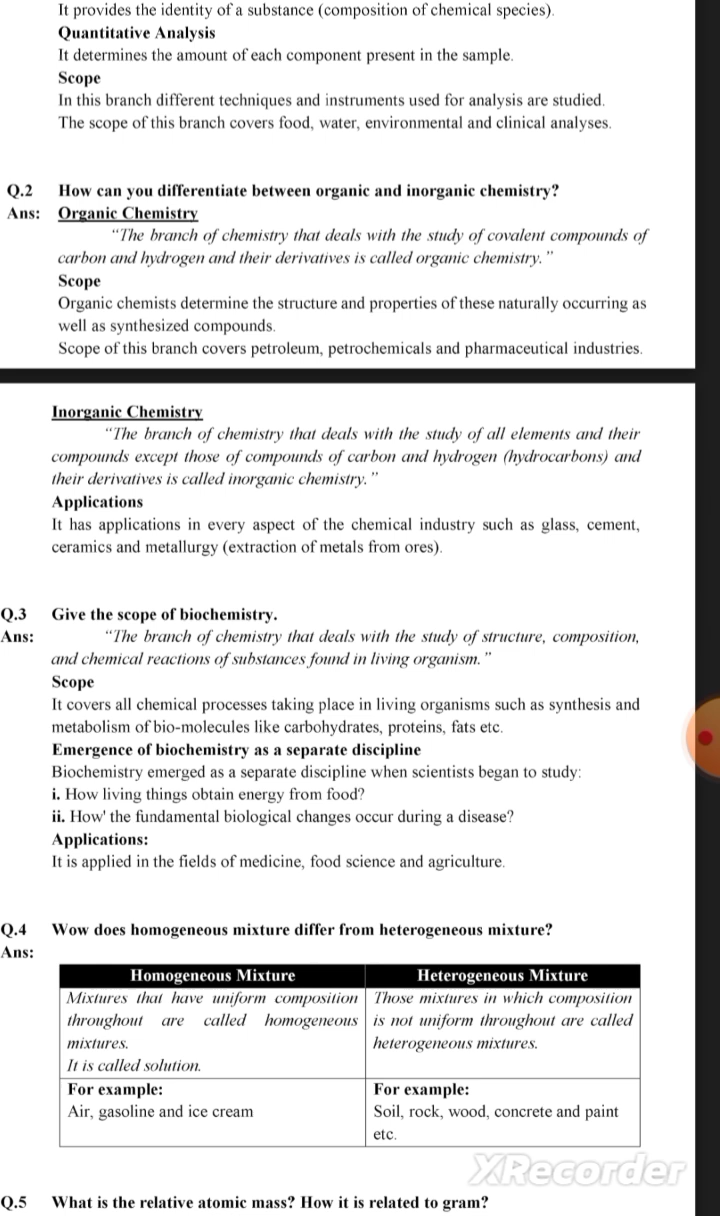 It provides the identity of a substance (composition of chemical species).
Quantitative Analysis
It determines the amount of each component present in the sample.
Scope
In this branch different techniques and instruments used for analysis are studied.
The scope of this branch covers food, water, environmental and clinical analyses.
Q.2 How can you differentiate between organic and inorganic chemistry?
Ans: Organic Chemistry
“The branch of chemistry that deals with the study of covalent compounds of
carbon and hydrogen and their derivatives is called organic chemistry.”
Scope
Organic chemists determine the structure and properties of these naturally occurring as
well as synthesized compounds.
Scope of this branch covers petroleum, petrochemicals and pharmaceutical industries.
Inorganic Chemistry
“The branch of chemistry that deals with the study of all elements and their
compounds except those of compounds of carbon and hydrogen (hydrocarbons) and
their derivatives is called inorganic chemistry.”
Applications
It has applications in every aspect of the chemical industry such as glass, cement,
ceramics and metallurgy (extraction of metals from ores).
Q.3 Give the scope of biochemistry.
Ans: “The branch of chemistry that deals with the study of structure, composition,
and chemical reactions of substances found in living organism.”
Scope
It covers all chemical processes taking place in living organisms such as synthesis and
metabolism of bio-molecules like carbohydrates, proteins, fats etc.
Emergence of biochemistry as a separate discipline
Biochemistry emerged as a separate discipline when scientists began to study:
i. How living things obtain energy from food?
ii. How' the fundamental biological changes occur during a disease?
Applications:
It is applied in the fields of medicine, food science and agriculture.
Q.4 Wow does homogeneous mixture differ from heterogeneous mixture?
Ans:
Homogeneous Mixture
Mixtures that have uniform composition
throughout are called homogeneous
mixtures.
It is called solution.
For example:
Air, gasoline and ice cream
Heterogeneous Mixture
Those mixtures in which composition
is not uniform throughout are called
heterogeneous mixtures.
For example:
Soil, rock, wood, concrete and paint
etc.
XRecorder
Q.5 What is the relative atomic mass? How it is related to gram?